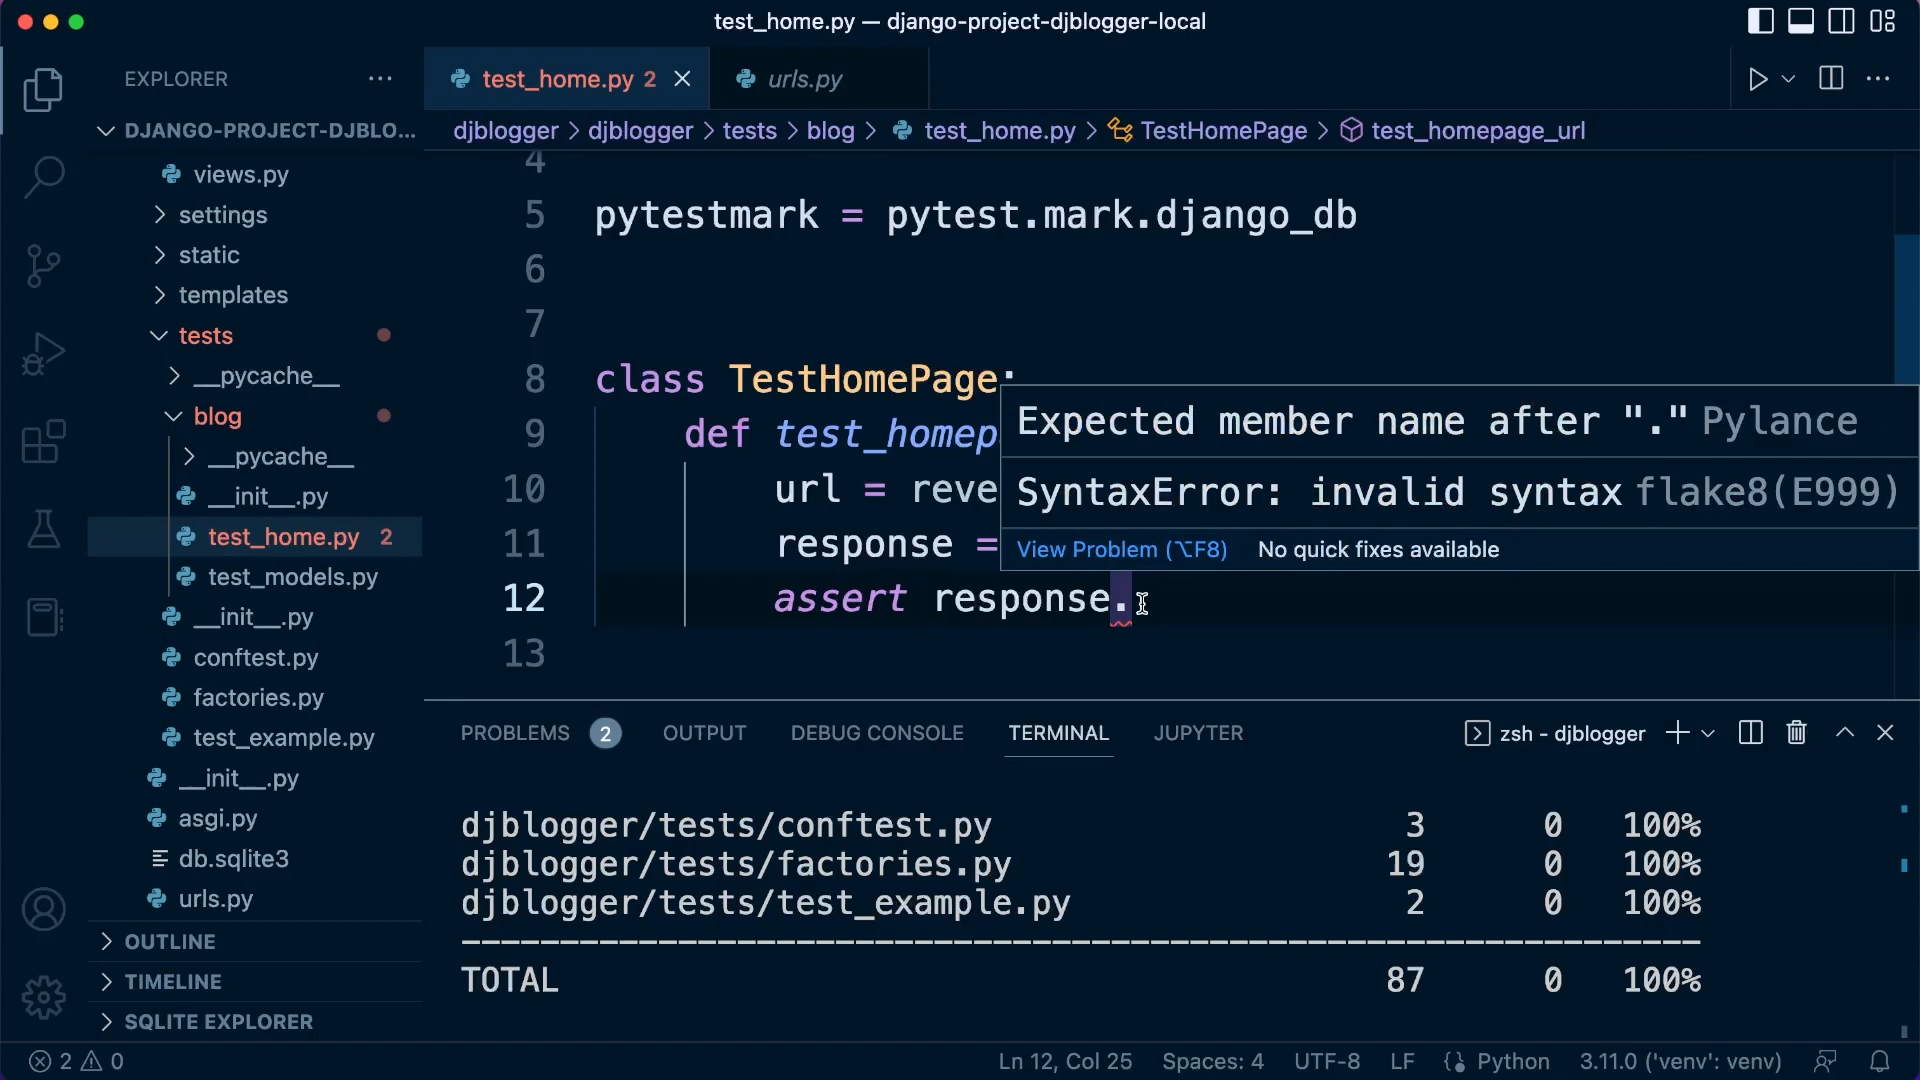 test_home.py — django-project-djblogger-local
EXPLORER
test_home.py 2
urls.py
DJANGO-PROJECT-DJBLO...
djblogger > djblogger > tests > blog > test_home.py > TestHomePage > test_homepage_url
views.py
settings
static
templates
tests
__pycache__
blog
__pycache__
__init__.py
test_home.py 2
test_models.py
__init__.py
conftest.py
factories.py
test_example.py
__init__.py
asgi.py
db.sqlite3
urls.py
OUTLINE
TIMELINE
SQLITE EXPLORER
4
5 pytestmark = pytest.mark.django_db
6
7
8 class TestHomePage:
9 def test_homep
10 url = reve
11 response =
12 assert response.
13
Expected member name after "." Pylance
SyntaxError: invalid syntax flake8(E999)
View Problem (⌥F8) No quick fixes available
PROBLEMS 2 OUTPUT DEBUG CONSOLE TERMINAL JUPYTER zsh - djblogger
djblogger/tests/conftest.py 3 0 100%
djblogger/tests/factories.py 19 0 100%
djblogger/tests/test_example.py 2 0 100%
TOTAL 87 0 100%
2 0 Ln 12, Col 25 Spaces: 4 UTF-8 LF Python 3.11.0 ('venv': venv)